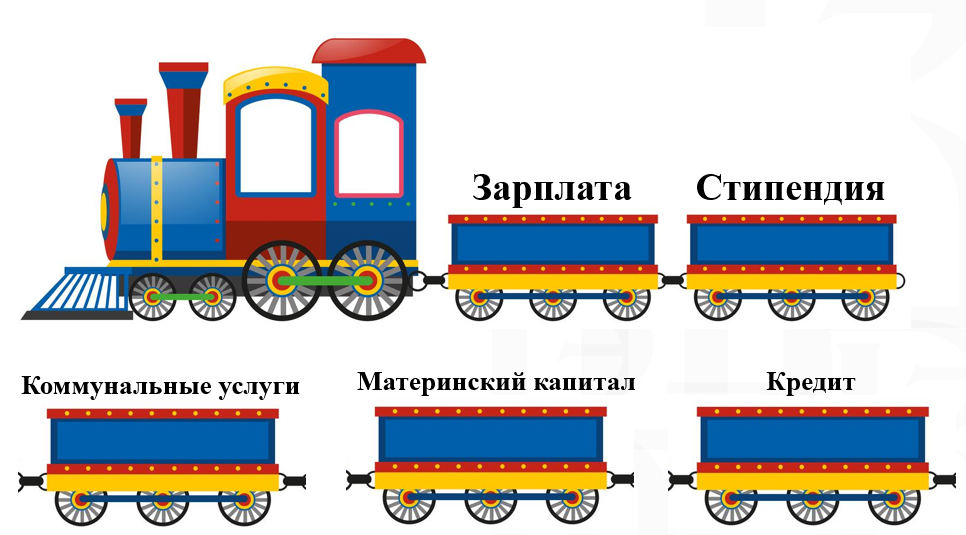 Зарплата
Стипендия
Коммунальные услуги
Материнский капитал
Кредит